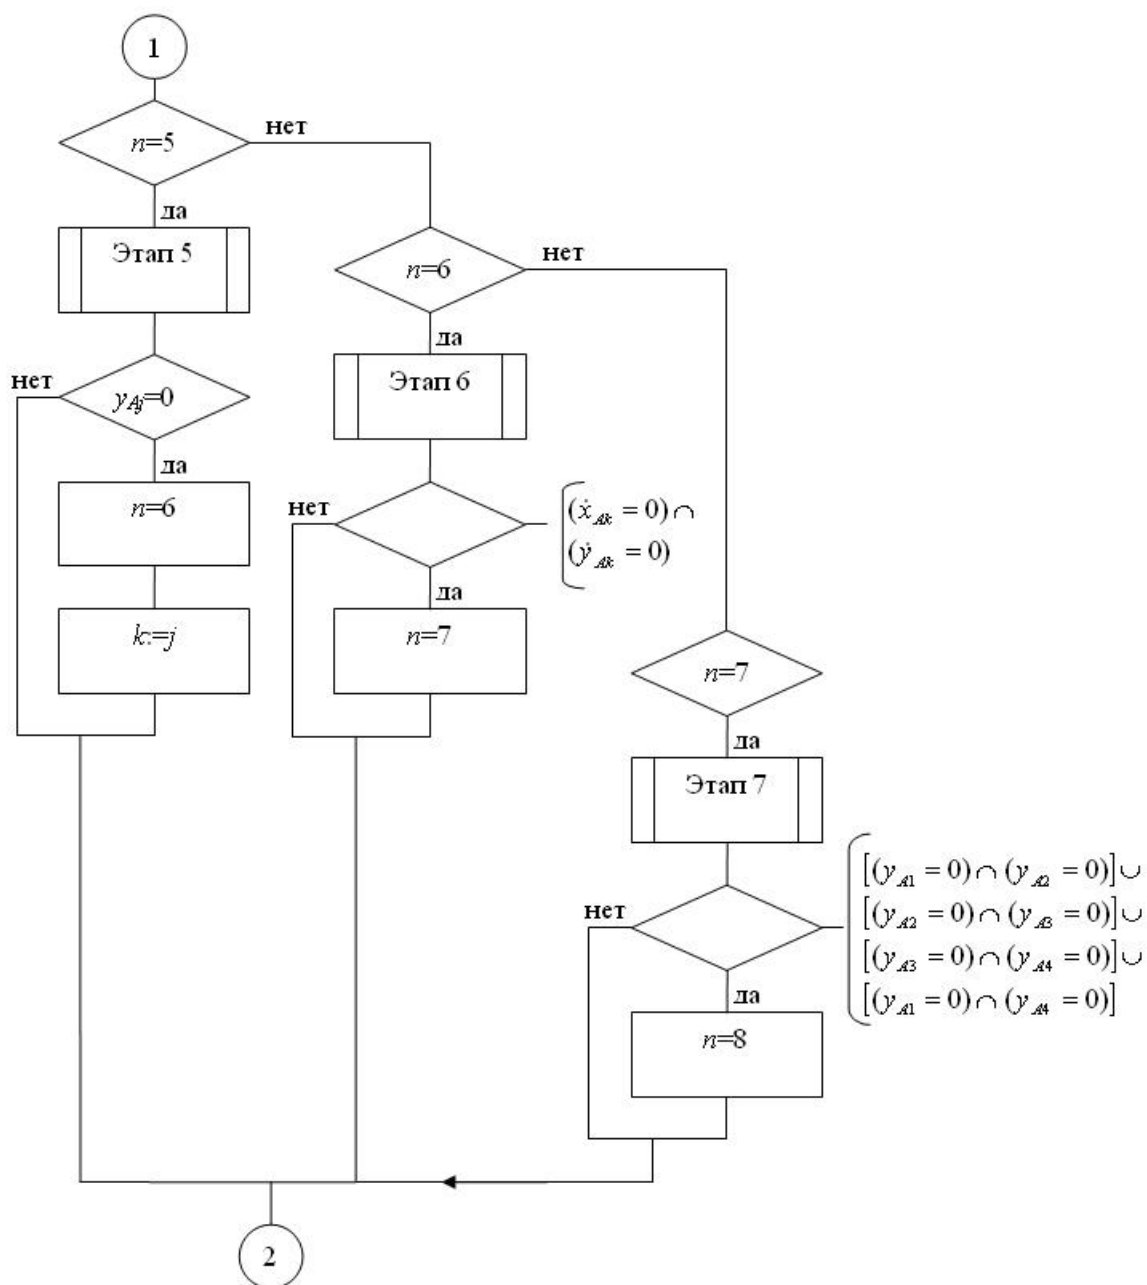 1
n=5
нет
да
Этап 5
нет
y_Aj=0
да
n=6
k:=j
n=6
нет
да
Этап 6
нет
(ẋ_Ak = 0) ∩
(ẏ_Ak = 0)
да
n=7
n=7
да
Этап 7
нет
[(y_A1 = 0) ∩ (y_A2 = 0)] ∪
[(y_A2 = 0) ∩ (y_A3 = 0)] ∪
[(y_A3 = 0) ∩ (y_A4 = 0)] ∪
[(y_A1 = 0) ∩ (y_A4 = 0)]
да
n=8
2